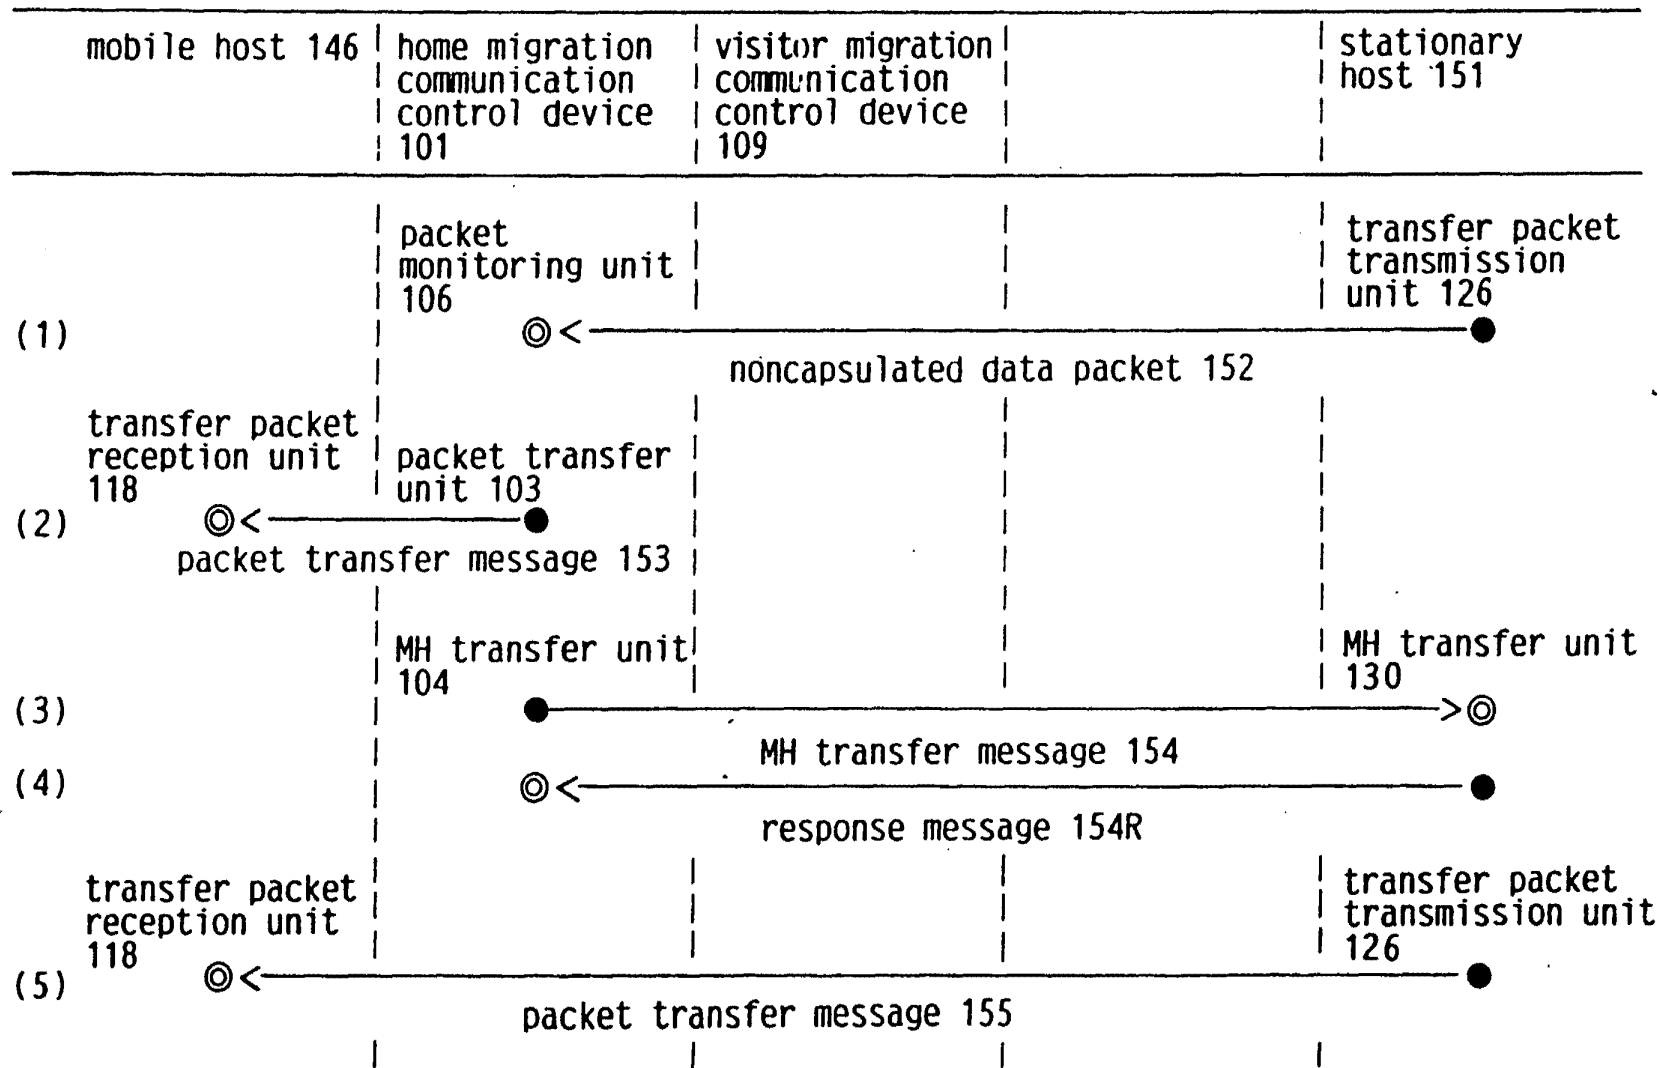 mobile host 146
home migration
communication
control device
101
visitor migration
communication
control device
109
stationary
host 151
packet
monitoring unit
106
transfer packet
transmission
unit 126
(1)
noncapsulated data packet 152
transfer packet
reception unit
118
packet transfer
unit 103
(2)
packet transfer message 153
MH transfer unit
104
MH transfer unit
130
(3)
MH transfer message 154
(4)
response message 154R
transfer packet
reception unit
118
transfer packet
transmission unit
126
(5)
packet transfer message 155